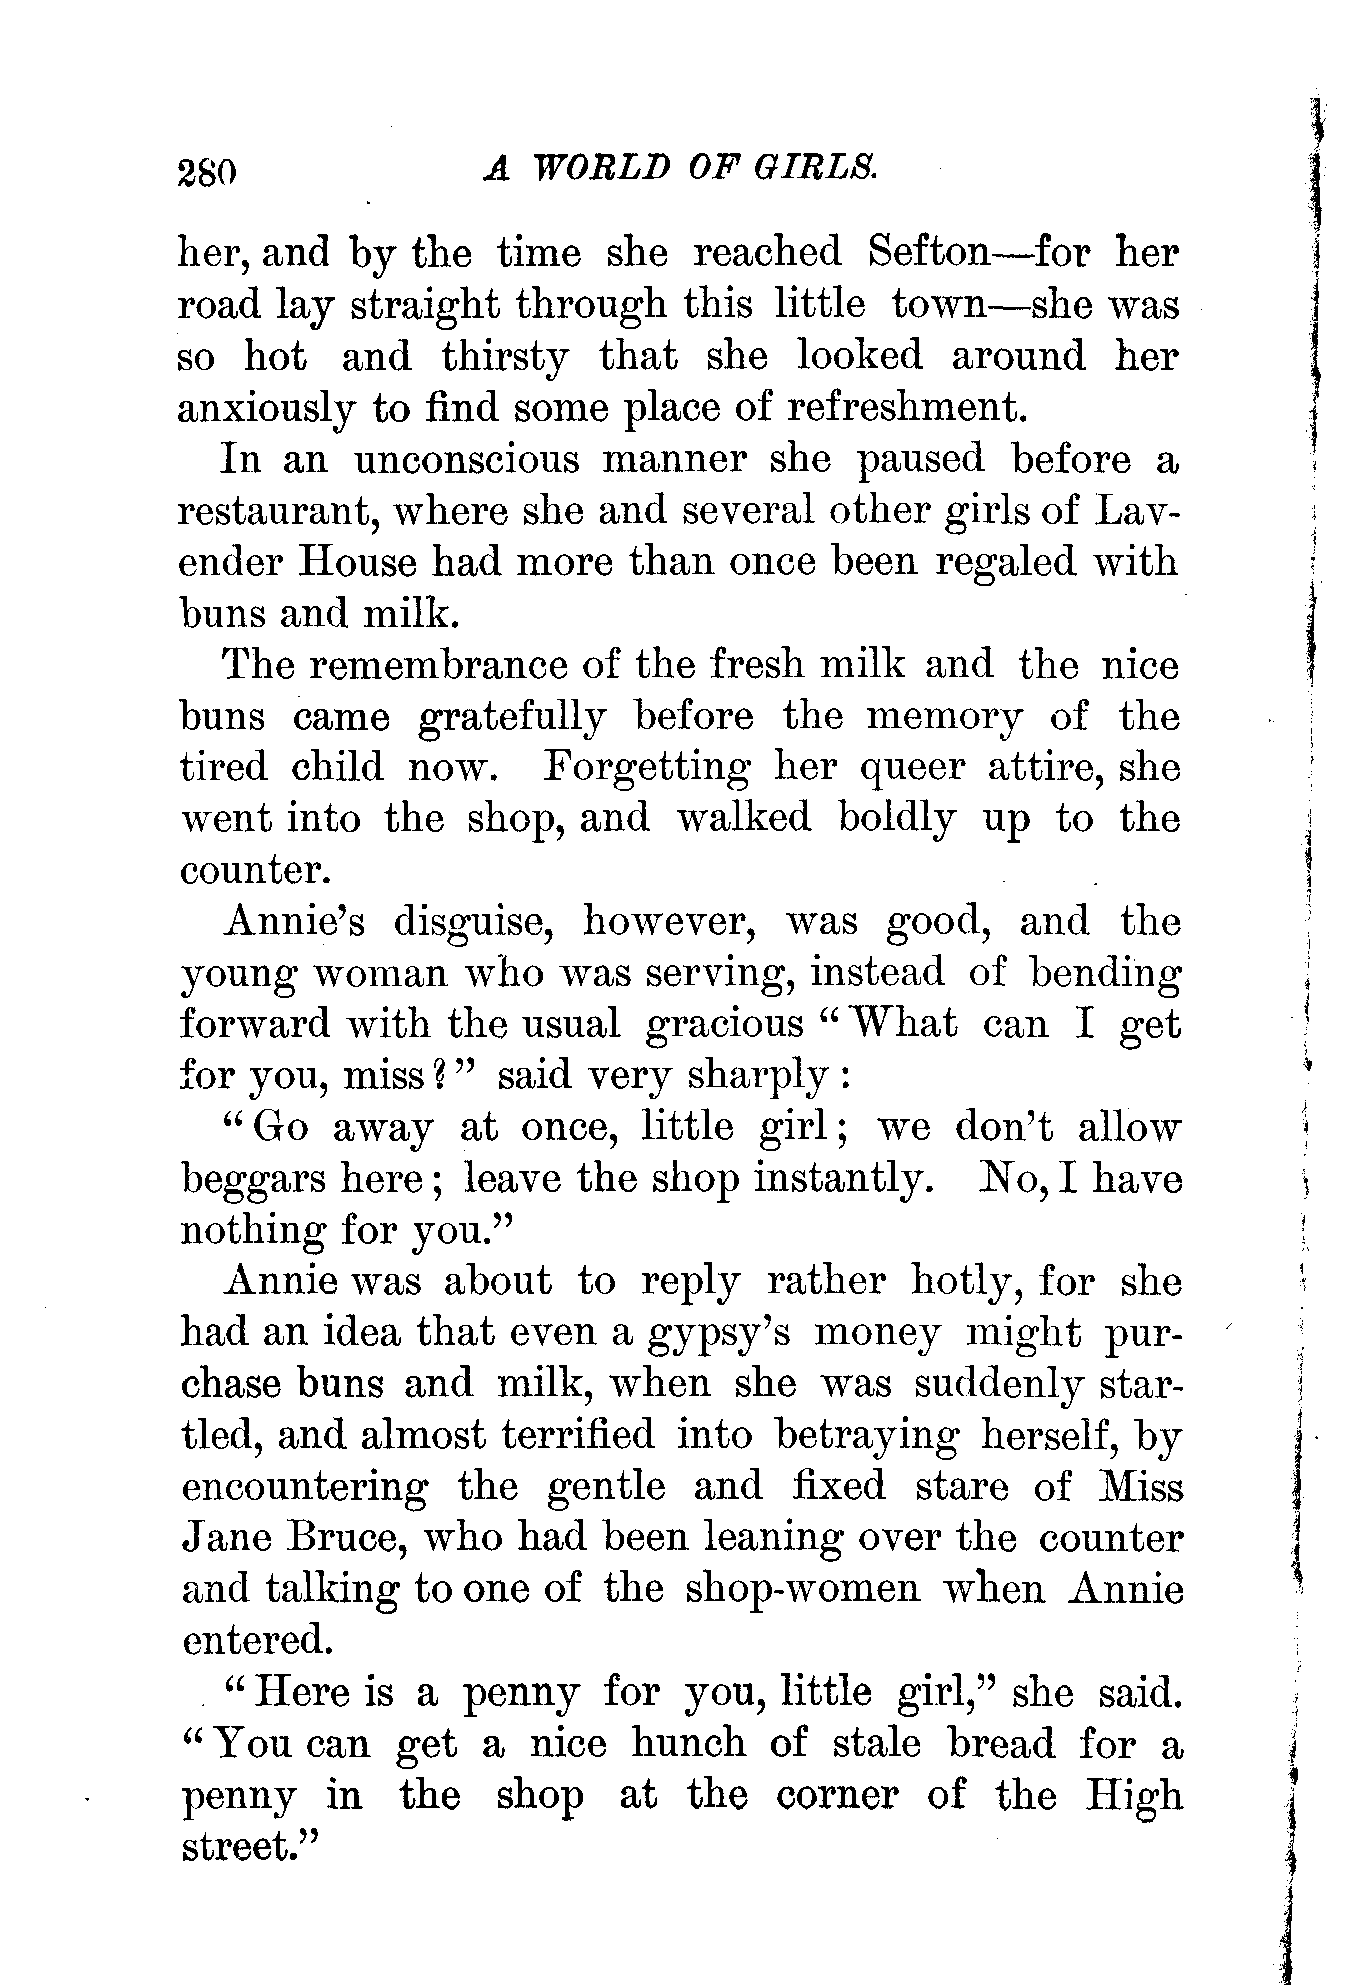 280 A WORLD OF GIRLS.
her, and by the time she reached Sefton—for her
road lay straight through this little town—she was
so hot and thirsty that she looked around her
anxiously to find some place of refreshment.
In an unconscious manner she paused before a
restaurant, where she and several other girls of Lav-
ender House had more than once been regaled with
buns and milk.
The remembrance of the fresh milk and the nice
buns came gratefully before the memory of the
tired child now. Forgetting her queer attire, she
went into the shop, and walked boldly up to the
counter.
Annie's disguise, however, was good, and the
young woman who was serving, instead of bending
forward with the usual gracious "What can I get
for you, miss?" said very sharply:
"Go away at once, little girl; we don't allow
beggars here; leave the shop instantly. No, I have
nothing for you."
Annie was about to reply rather hotly, for she
had an idea that even a gypsy's money might pur-
chase buns and milk, when she was suddenly star-
tled, and almost terrified into betraying herself, by
encountering the gentle and fixed stare of Miss
Jane Bruce, who had been leaning over the counter
and talking to one of the shop-women when Annie
entered.
"Here is a penny for you, little girl," she said.
"You can get a nice hunch of stale bread for a
penny in the shop at the corner of the High
street."